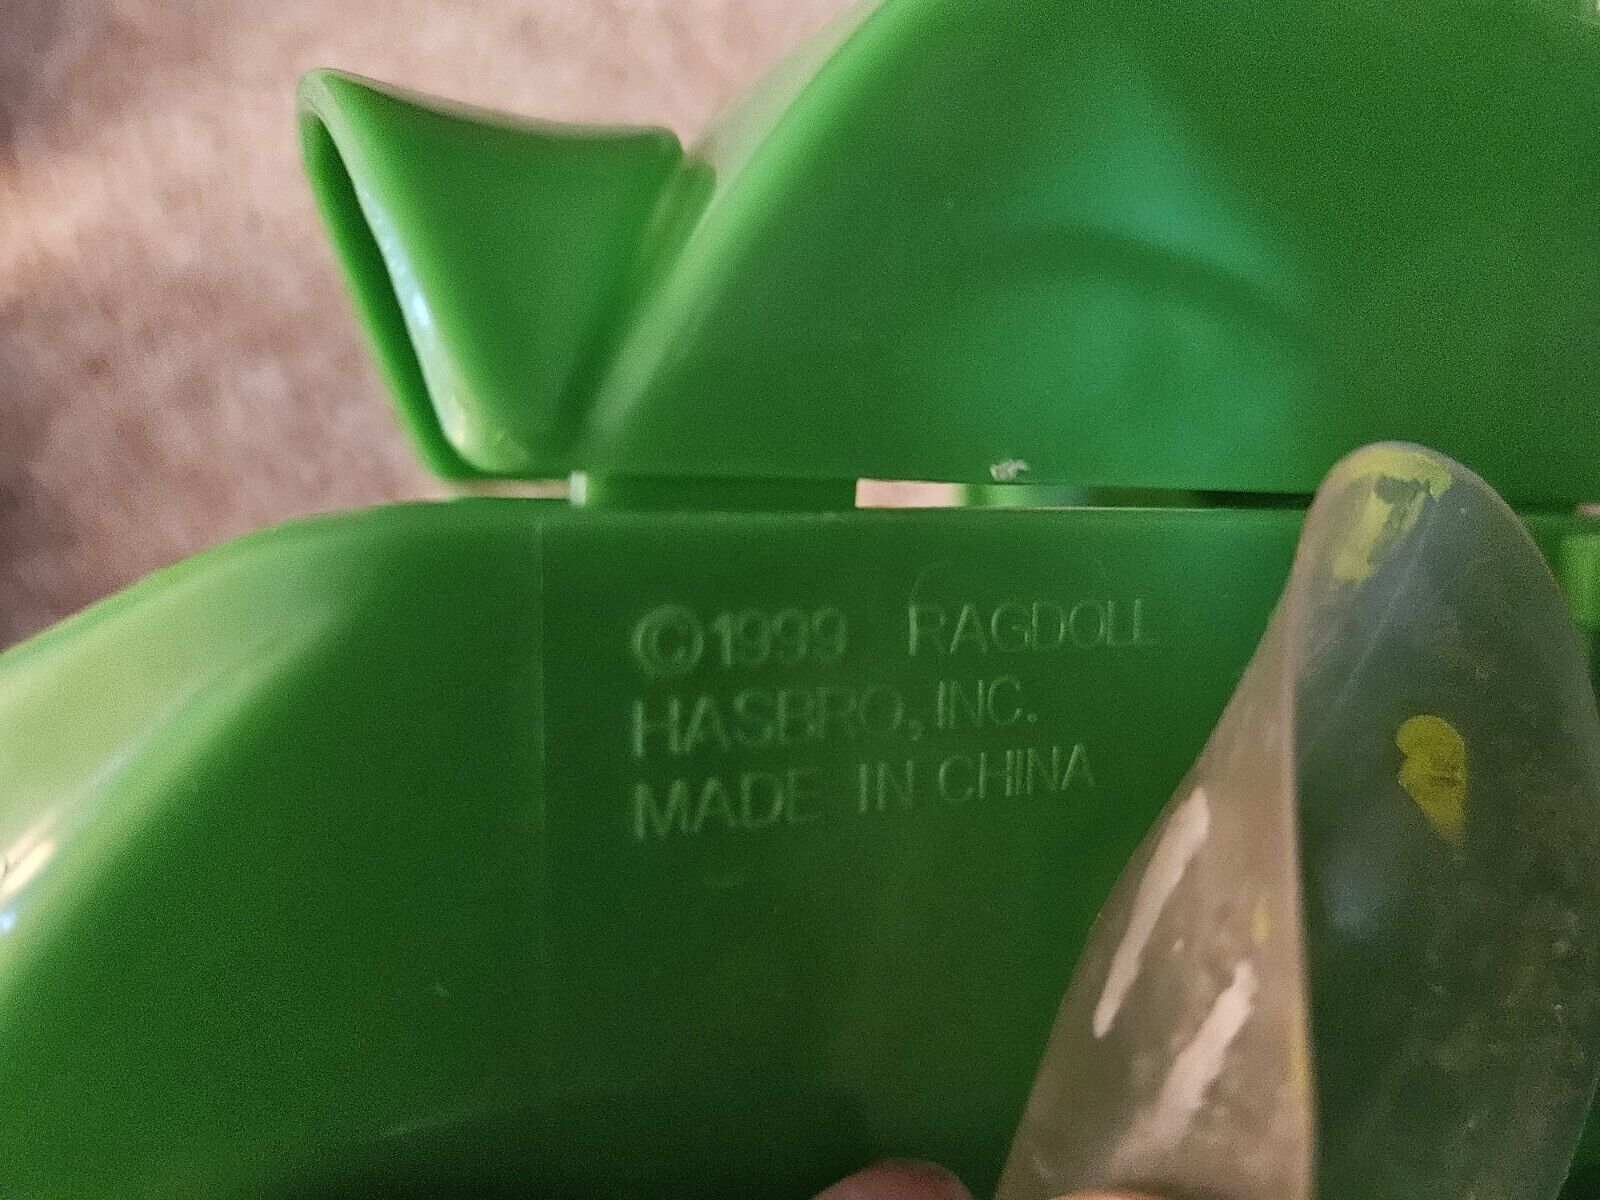 ©1999 RAGDOLL
HASBRO, INC.
MADE IN CHINA